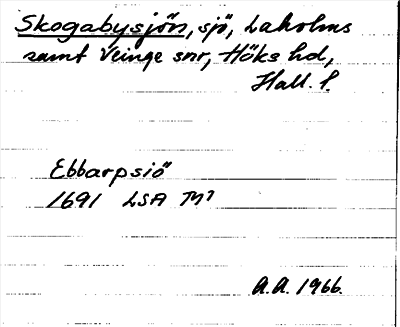 Skogabysjön, sjö, Laholms
samt Veinge snr, Höks hd,
Hall. l.
Ebbarpsiö
1691 LSA
A.A. 1966.